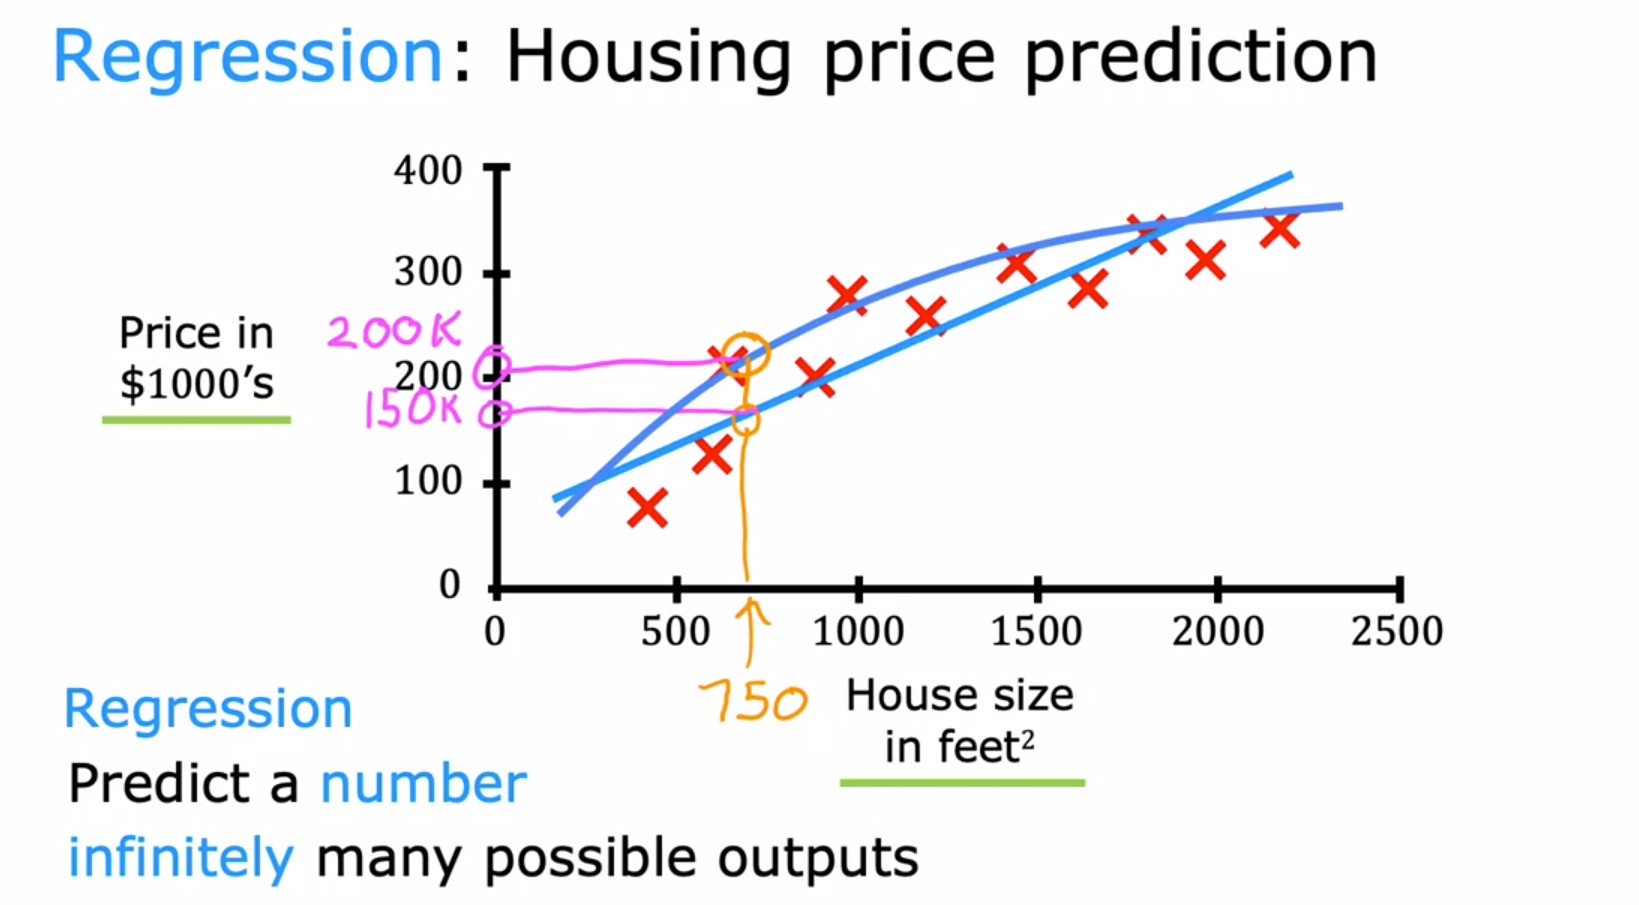 Regression: Housing price prediction
400
300
Price in
$1000's
200K
200
150K
100
0
0 500 1000 1500 2000 2500
750
House size
in feet²
Regression
Predict a number
infinitely many possible outputs